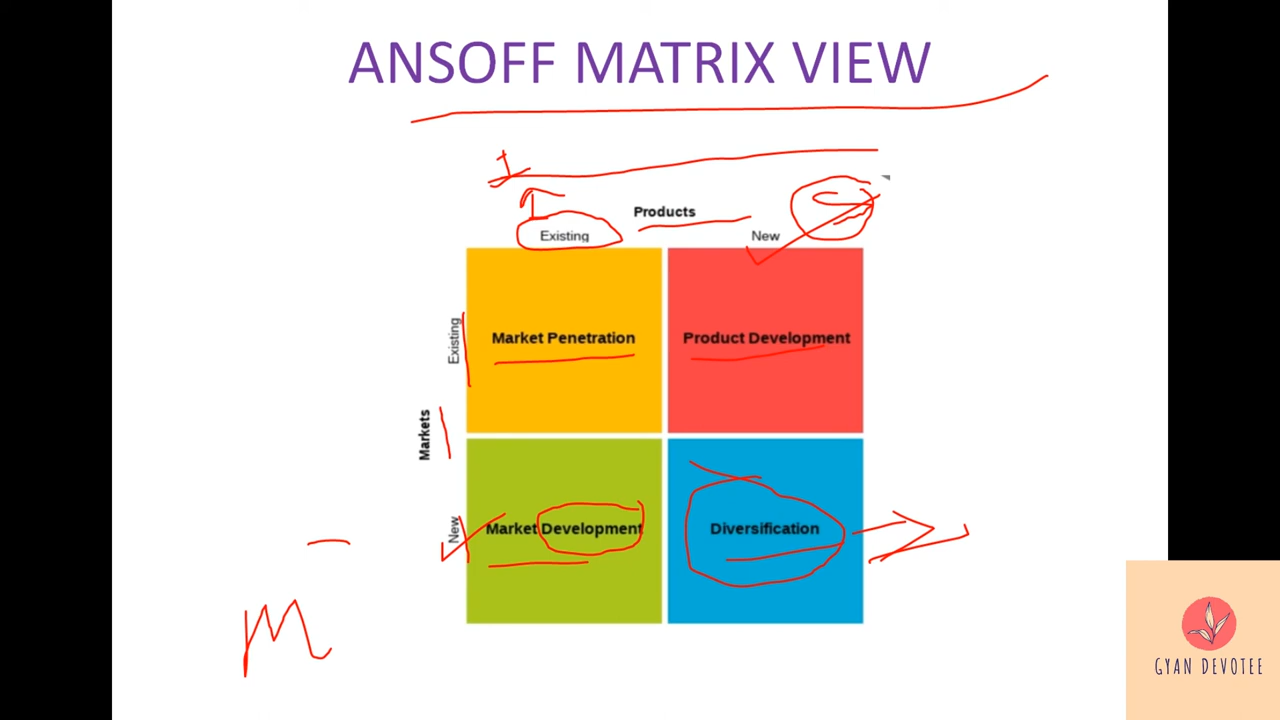 ANSOFF MATRIX VIEW
Products
Existing
New
Existing
Market Penetration
Product Development
Markets
New
Market Development
Diversification
M
GYAN DEVOTEE